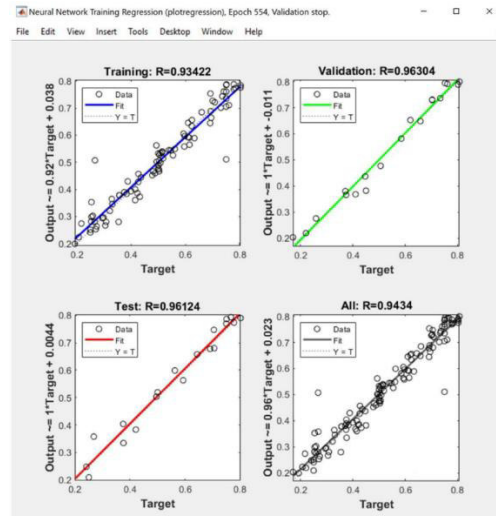 Neural Network Training Regression (plotregression), Epoch 554, Validation stop.
File Edit View Insert Tools Desktop Window Help
Training: R=0.93422
Output ~= 0.92*Target + 0.038
0.8
0.7
0.6
0.5
0.4
0.3
0.2
Data
Fit
Y = T
0.2 0.4 0.6 0.8
Target
Validation: R=0.96304
Output ~= 1*Target + -0.011
0.8
0.7
0.6
0.5
0.4
0.3
0.2
Data
Fit
Y = T
0.2 0.4 0.6 0.8
Target
Test: R=0.96124
Output ~= 1*Target + 0.0044
0.8
0.7
0.6
0.5
0.4
0.3
0.2
Data
Fit
Y = T
0.2 0.4 0.6 0.8
Target
All: R=0.9434
Output ~= 0.96*Target + 0.023
0.8
0.7
0.6
0.5
0.4
0.3
0.2
Data
Fit
Y = T
0.2 0.4 0.6 0.8
Target